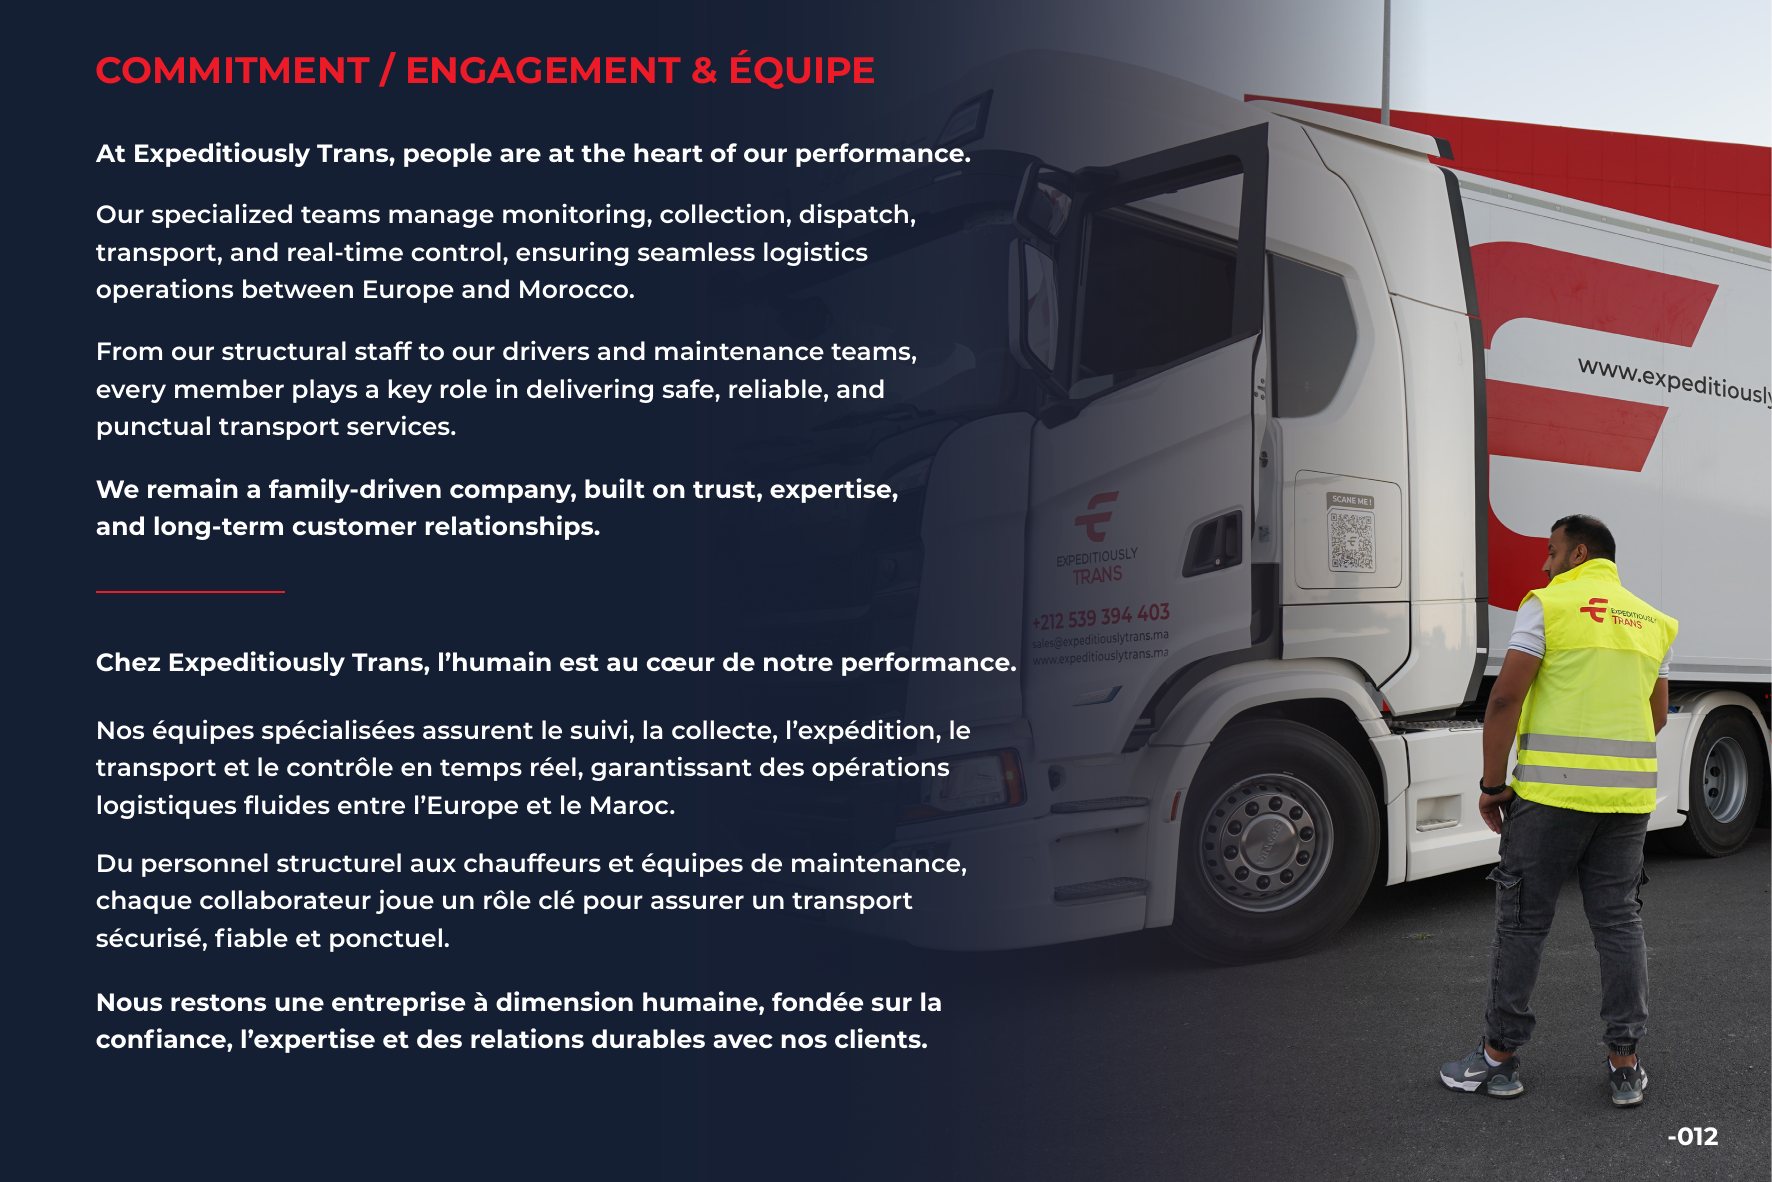 COMMITMENT / ENGAGEMENT & ÉQUIPE
At Expeditiously Trans, people are at the heart of our performance.
Our specialized teams manage monitoring, collection, dispatch,
transport, and real-time control, ensuring seamless logistics
operations between Europe and Morocco.
From our structural staff to our drivers and maintenance teams,
every member plays a key role in delivering safe, reliable, and
punctual transport services.
We remain a family-driven company, built on trust, expertise,
and long-term customer relationships.
Chez Expeditiously Trans, l’humain est au cœur de notre performance.
Nos équipes spécialisées assurent le suivi, la collecte, l’expédition, le
transport et le contrôle en temps réel, garantissant des opérations
logistiques fluides entre l’Europe et le Maroc.
Du personnel structurel aux chauffeurs et équipes de maintenance,
chaque collaborateur joue un rôle clé pour assurer un transport
sécurisé, fiable et ponctuel.
Nous restons une entreprise à dimension humaine, fondée sur la
confiance, l’expertise et des relations durables avec nos clients.
www.expeditiously
SCANE ME !
EXPEDITIOUSLY
TRANS
+212 539 394 403
sales@expeditiouslytrans.ma
www.expeditiouslytrans.ma
EXPEDITIOUSLY
TRANS
-012